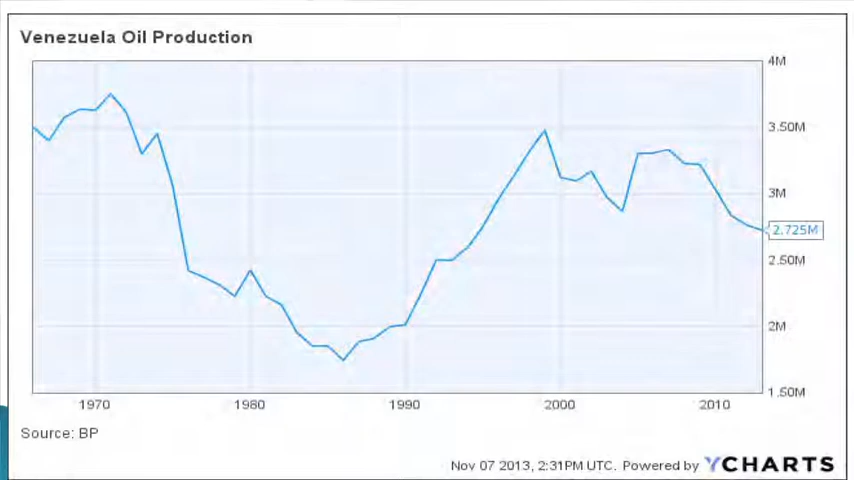 Venezuela Oil Production
4M
3.50M
3M
2.725M
2.50M
2M
1.50M
1970 1980 1990 2000 2010
Source: BP
Nov 07 2013, 2:31PM UTC. Powered by YCHARTS